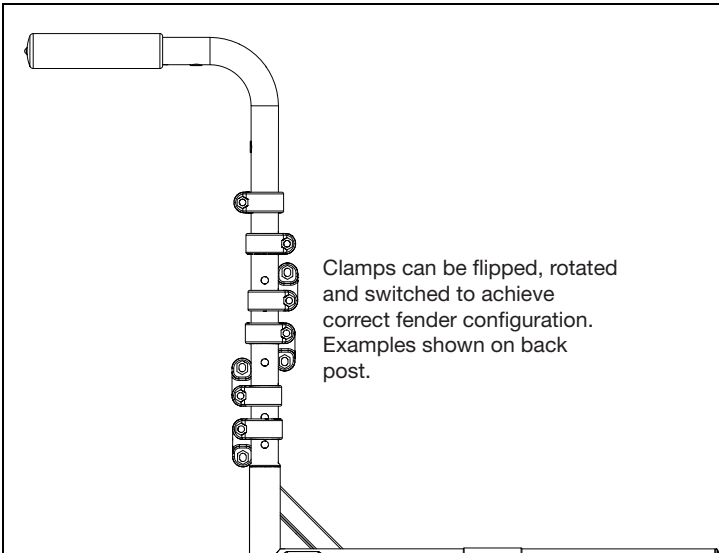 Clamps can be flipped, rotated
and switched to achieve
correct fender configuration.
Examples shown on back
post.